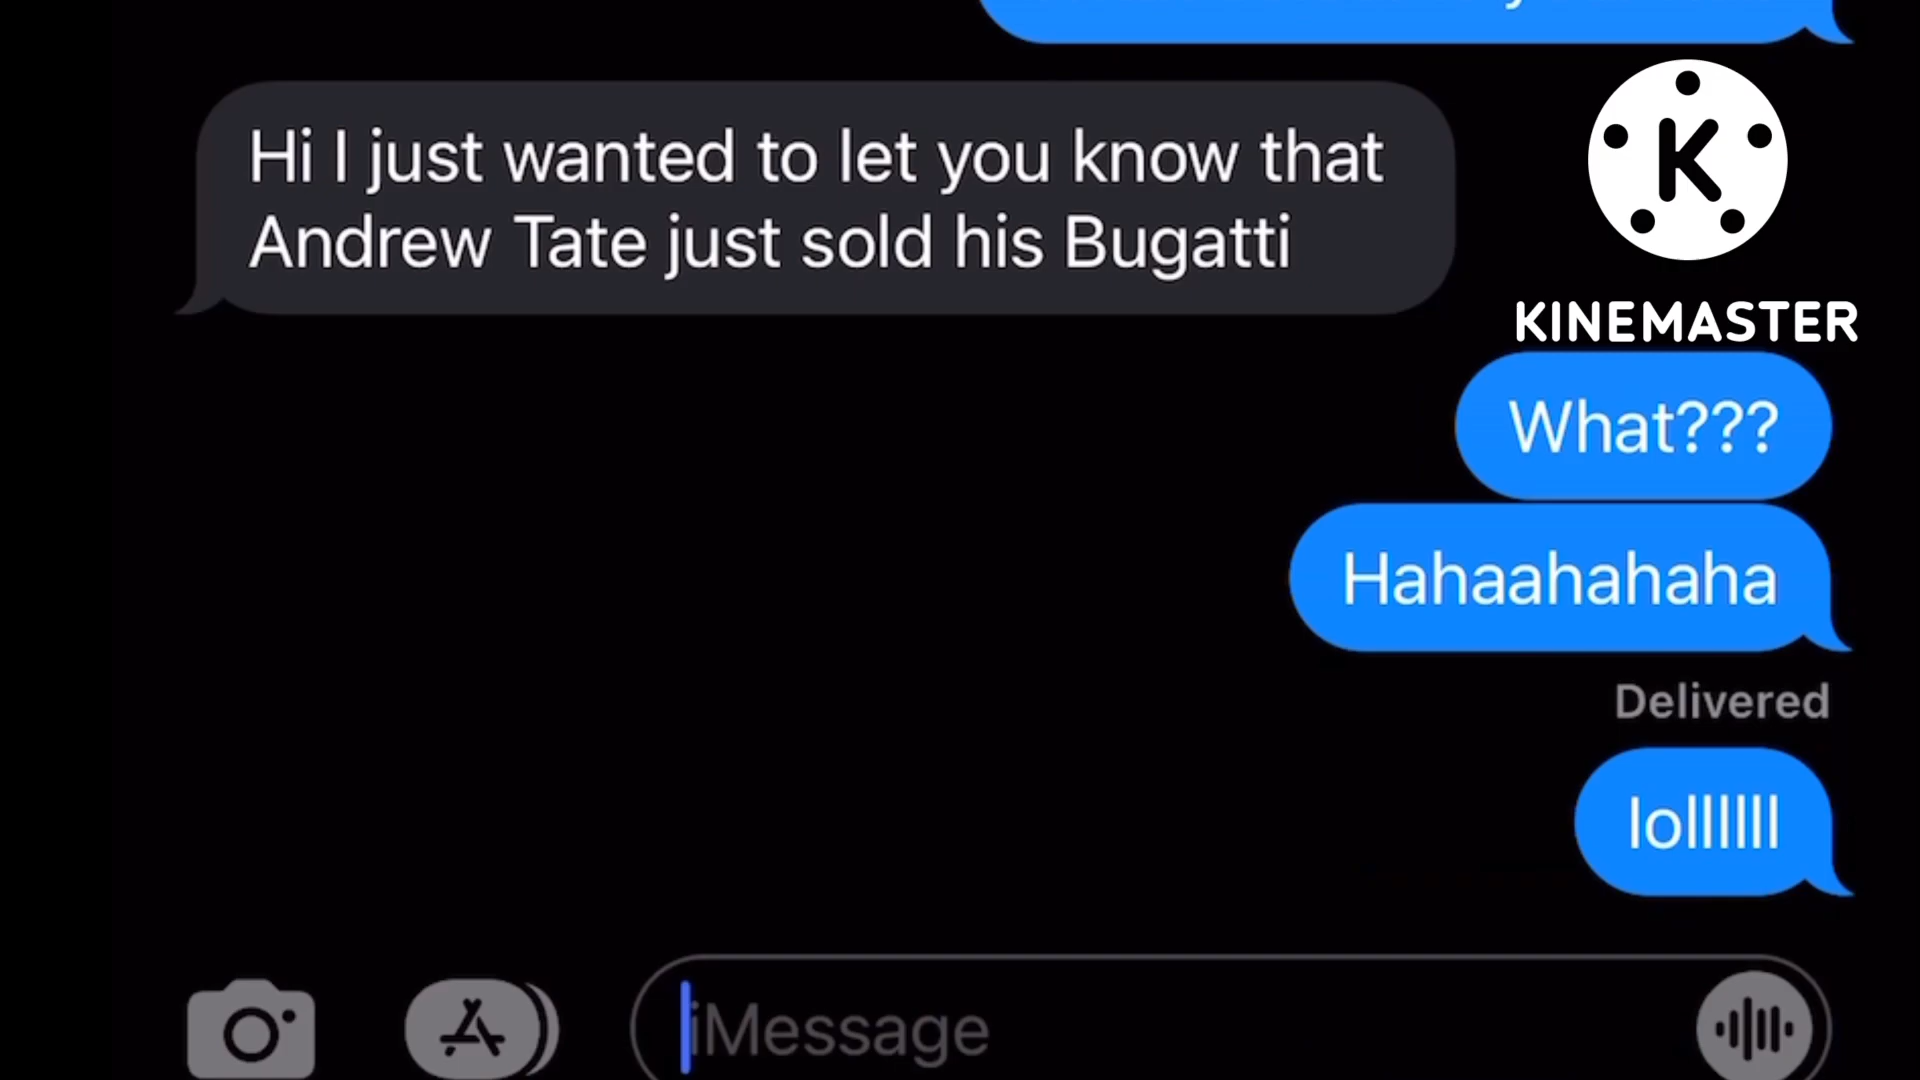 Hi I just wanted to let you know that
Andrew Tate just sold his Bugatti
K
KINEMASTER
What???
Hahaahahaha
Delivered
lolllllll
iMessage